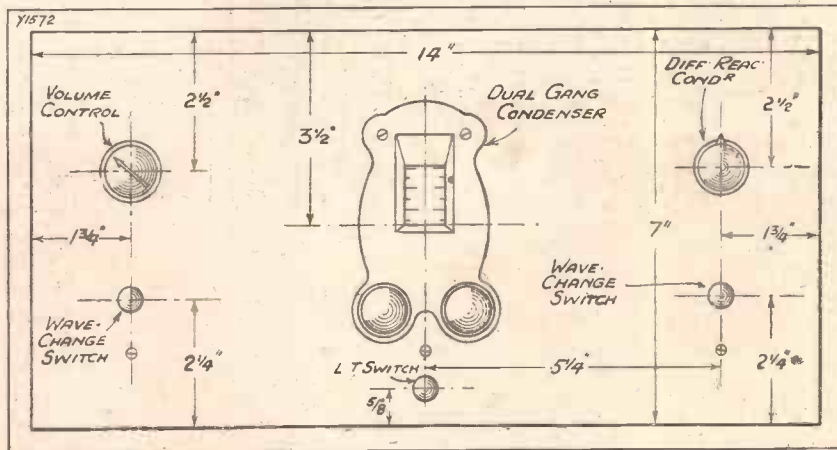 Y1572
14"
VOLUME
CONTROL
2½"
3½"
DUAL GANG
CONDENSER
DIFF. REAC.
CONDR
2½"
1¾"
7"
1¾"
WAVE-
CHANGE
SWITCH
2¼"
L T SWITCH
5/8"
5¼"
WAVE-
CHANGE
SWITCH
2¼"